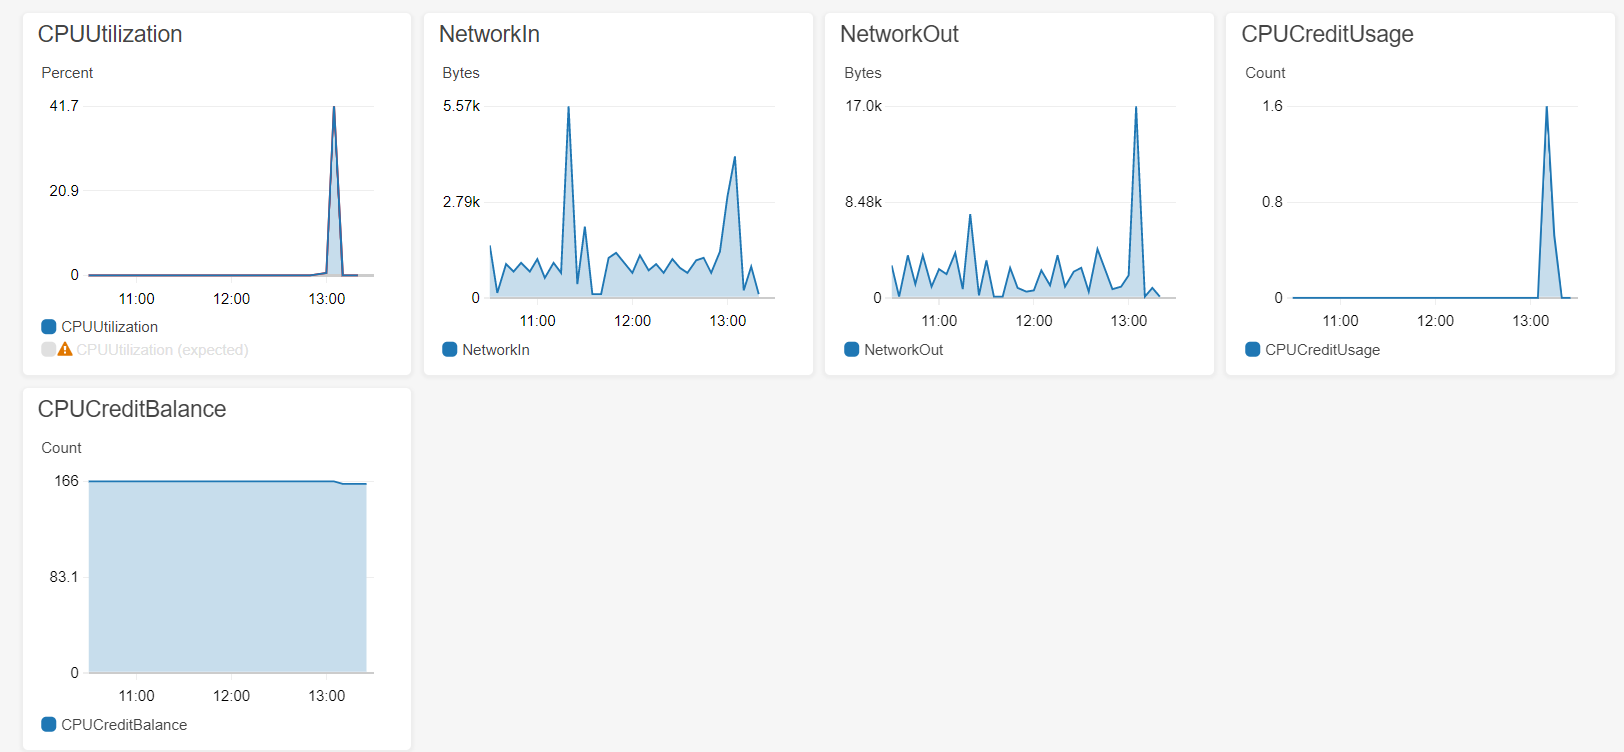 CPUUtilization
Percent
41.7
20.9
0
11:00 12:00 13:00
CPUUtilization
CPUUtilization (expected)
NetworkIn
Bytes
5.57k
2.79k
0
11:00 12:00 13:00
NetworkIn
NetworkOut
Bytes
17.0k
8.48k
0
11:00 12:00 13:00
NetworkOut
CPUCreditUsage
Count
1.6
0.8
0
11:00 12:00 13:00
CPUCreditUsage
CPUCreditBalance
Count
166
83.1
0
11:00 12:00 13:00
CPUCreditBalance